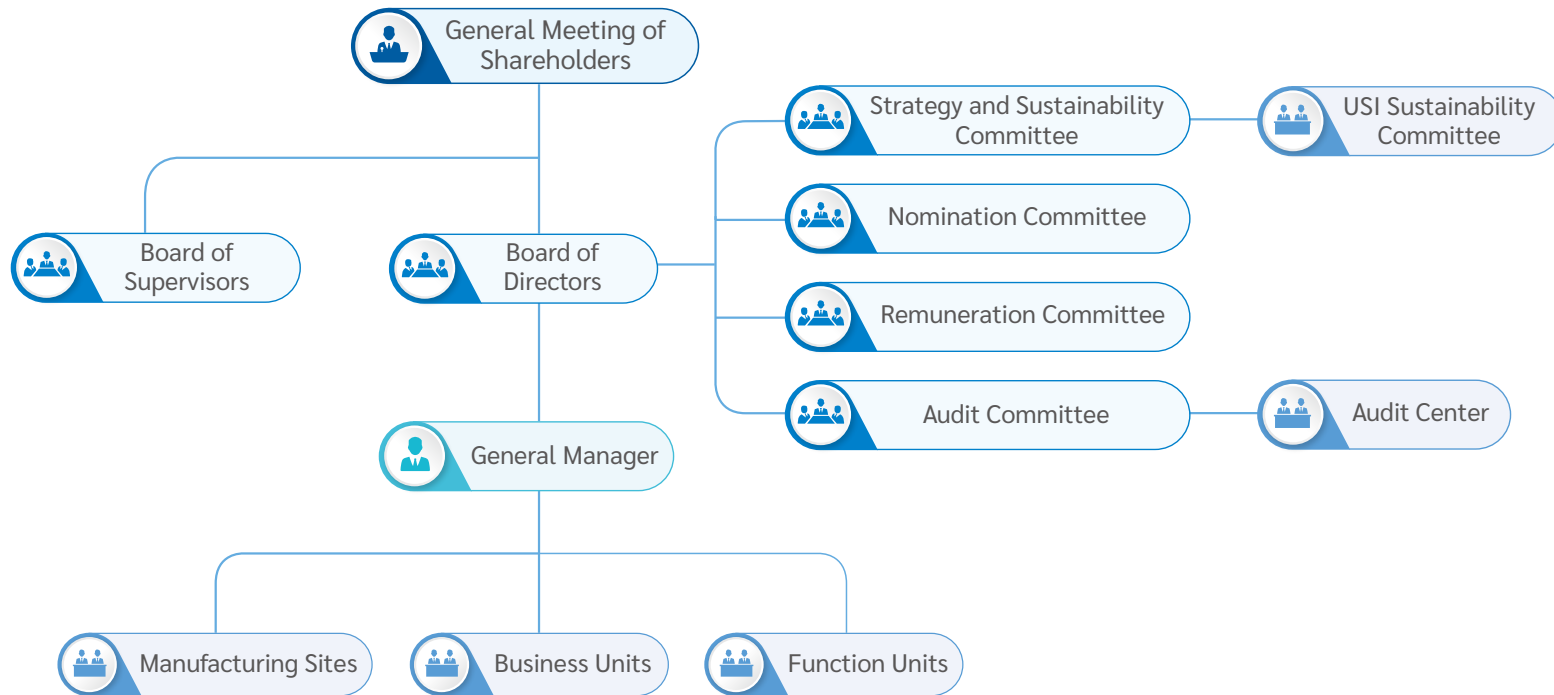 General Meeting of
Shareholders
Strategy and Sustainability
Committee
USI Sustainability
Committee
Nomination Committee
Board of
Supervisors
Board of
Directors
Remuneration Committee
Audit Committee
Audit Center
General Manager
Manufacturing Sites
Business Units
Function Units